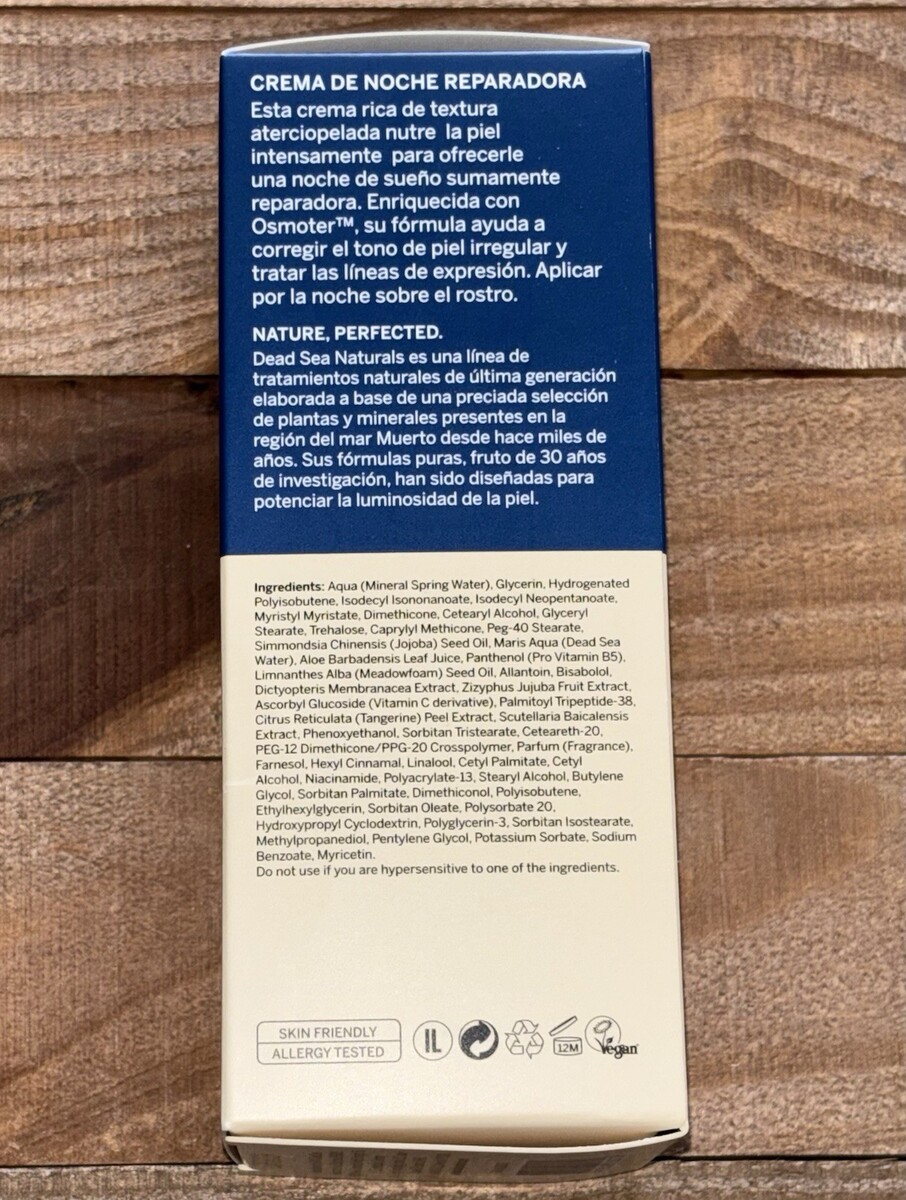 CREMA DE NOCHE REPARADORA
Esta crema rica de textura
aterciopelada nutre la piel
intensamente para ofrecerle
una noche de sueño sumamente
reparadora. Enriquecida con
Osmoter™, su fórmula ayuda a
corregir el tono de piel irregular y
tratar las líneas de expresión. Aplicar
por la noche sobre el rostro.
NATURE, PERFECTED.
Dead Sea Naturals es una línea de
tratamientos naturales de última generación
elaborada a base de una preciada selección
de plantas y minerales presentes en la
región del mar Muerto desde hace miles de
años. Sus fórmulas puras, fruto de 30 años
de investigación, han sido diseñadas para
potenciar la luminosidad de la piel.
Ingredients: Aqua (Mineral Spring Water), Glycerin, Hydrogenated
Polyisobutene, Isodecyl Isononanoate, Isodecyl Neopentanoate,
Myristyl Myristate, Dimethicone, Cetearyl Alcohol, Glyceryl
Stearate, Trehalose, Caprylyl Methicone, Peg-40 Stearate,
Simmondsia Chinensis (Jojoba) Seed Oil, Maris Aqua (Dead Sea
Water), Aloe Barbadensis Leaf Juice, Panthenol (Pro Vitamin B5),
Limnanthes Alba (Meadowfoam) Seed Oil, Allantoin, Bisabolol,
Dictyopteris Membranacea Extract, Zizyphus Jujuba Fruit Extract,
Ascorbyl Glucoside (Vitamin C derivative), Palmitoyl Tripeptide-38,
Citrus Reticulata (Tangerine) Peel Extract, Scutellaria Baicalensis
Extract, Phenoxyethanol, Sorbitan Tristearate, Ceteareth-20,
PEG-12 Dimethicone/PPG-20 Crosspolymer, Parfum (Fragrance),
Farnesol, Hexyl Cinnamal, Linalool, Cetyl Palmitate, Cetyl
Alcohol, Niacinamide, Polyacrylate-13, Stearyl Alcohol, Butylene
Glycol, Sorbitan Palmitate, Dimethiconol, Polyisobutene,
Ethylhexylglycerin, Sorbitan Oleate, Polysorbate 20,
Hydroxypropyl Cyclodextrin, Polyglycerin-3, Sorbitan Isostearate,
Methylpropanediol, Pentylene Glycol, Potassium Sorbate, Sodium
Benzoate, Myricetin.
Do not use if you are hypersensitive to one of the ingredients.
SKIN FRIENDLY
ALLERGY TESTED
IL
12M
Vegan